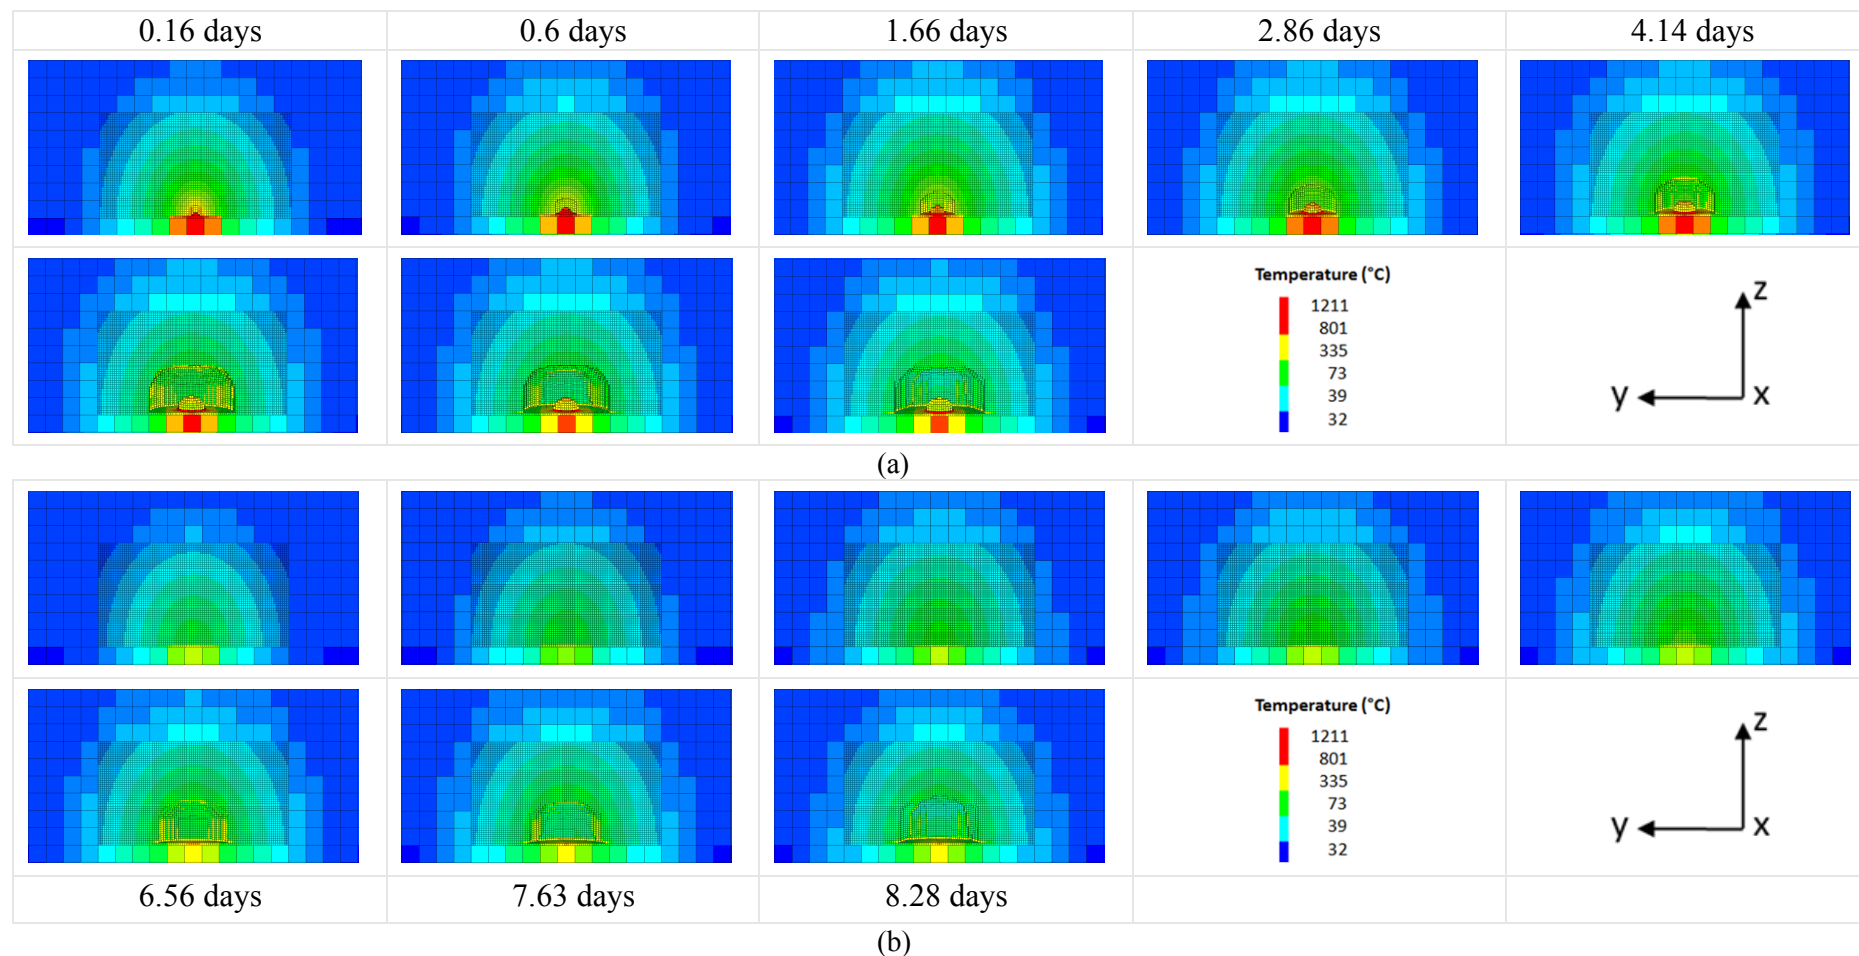 0.16 days 0.6 days 1.66 days 2.86 days 4.14 days
Temperature (°C)
1211
801
335
73
39
32
z
y x
(a)
Temperature (°C)
1211
801
335
73
39
32
z
y x
6.56 days 7.63 days 8.28 days
(b)